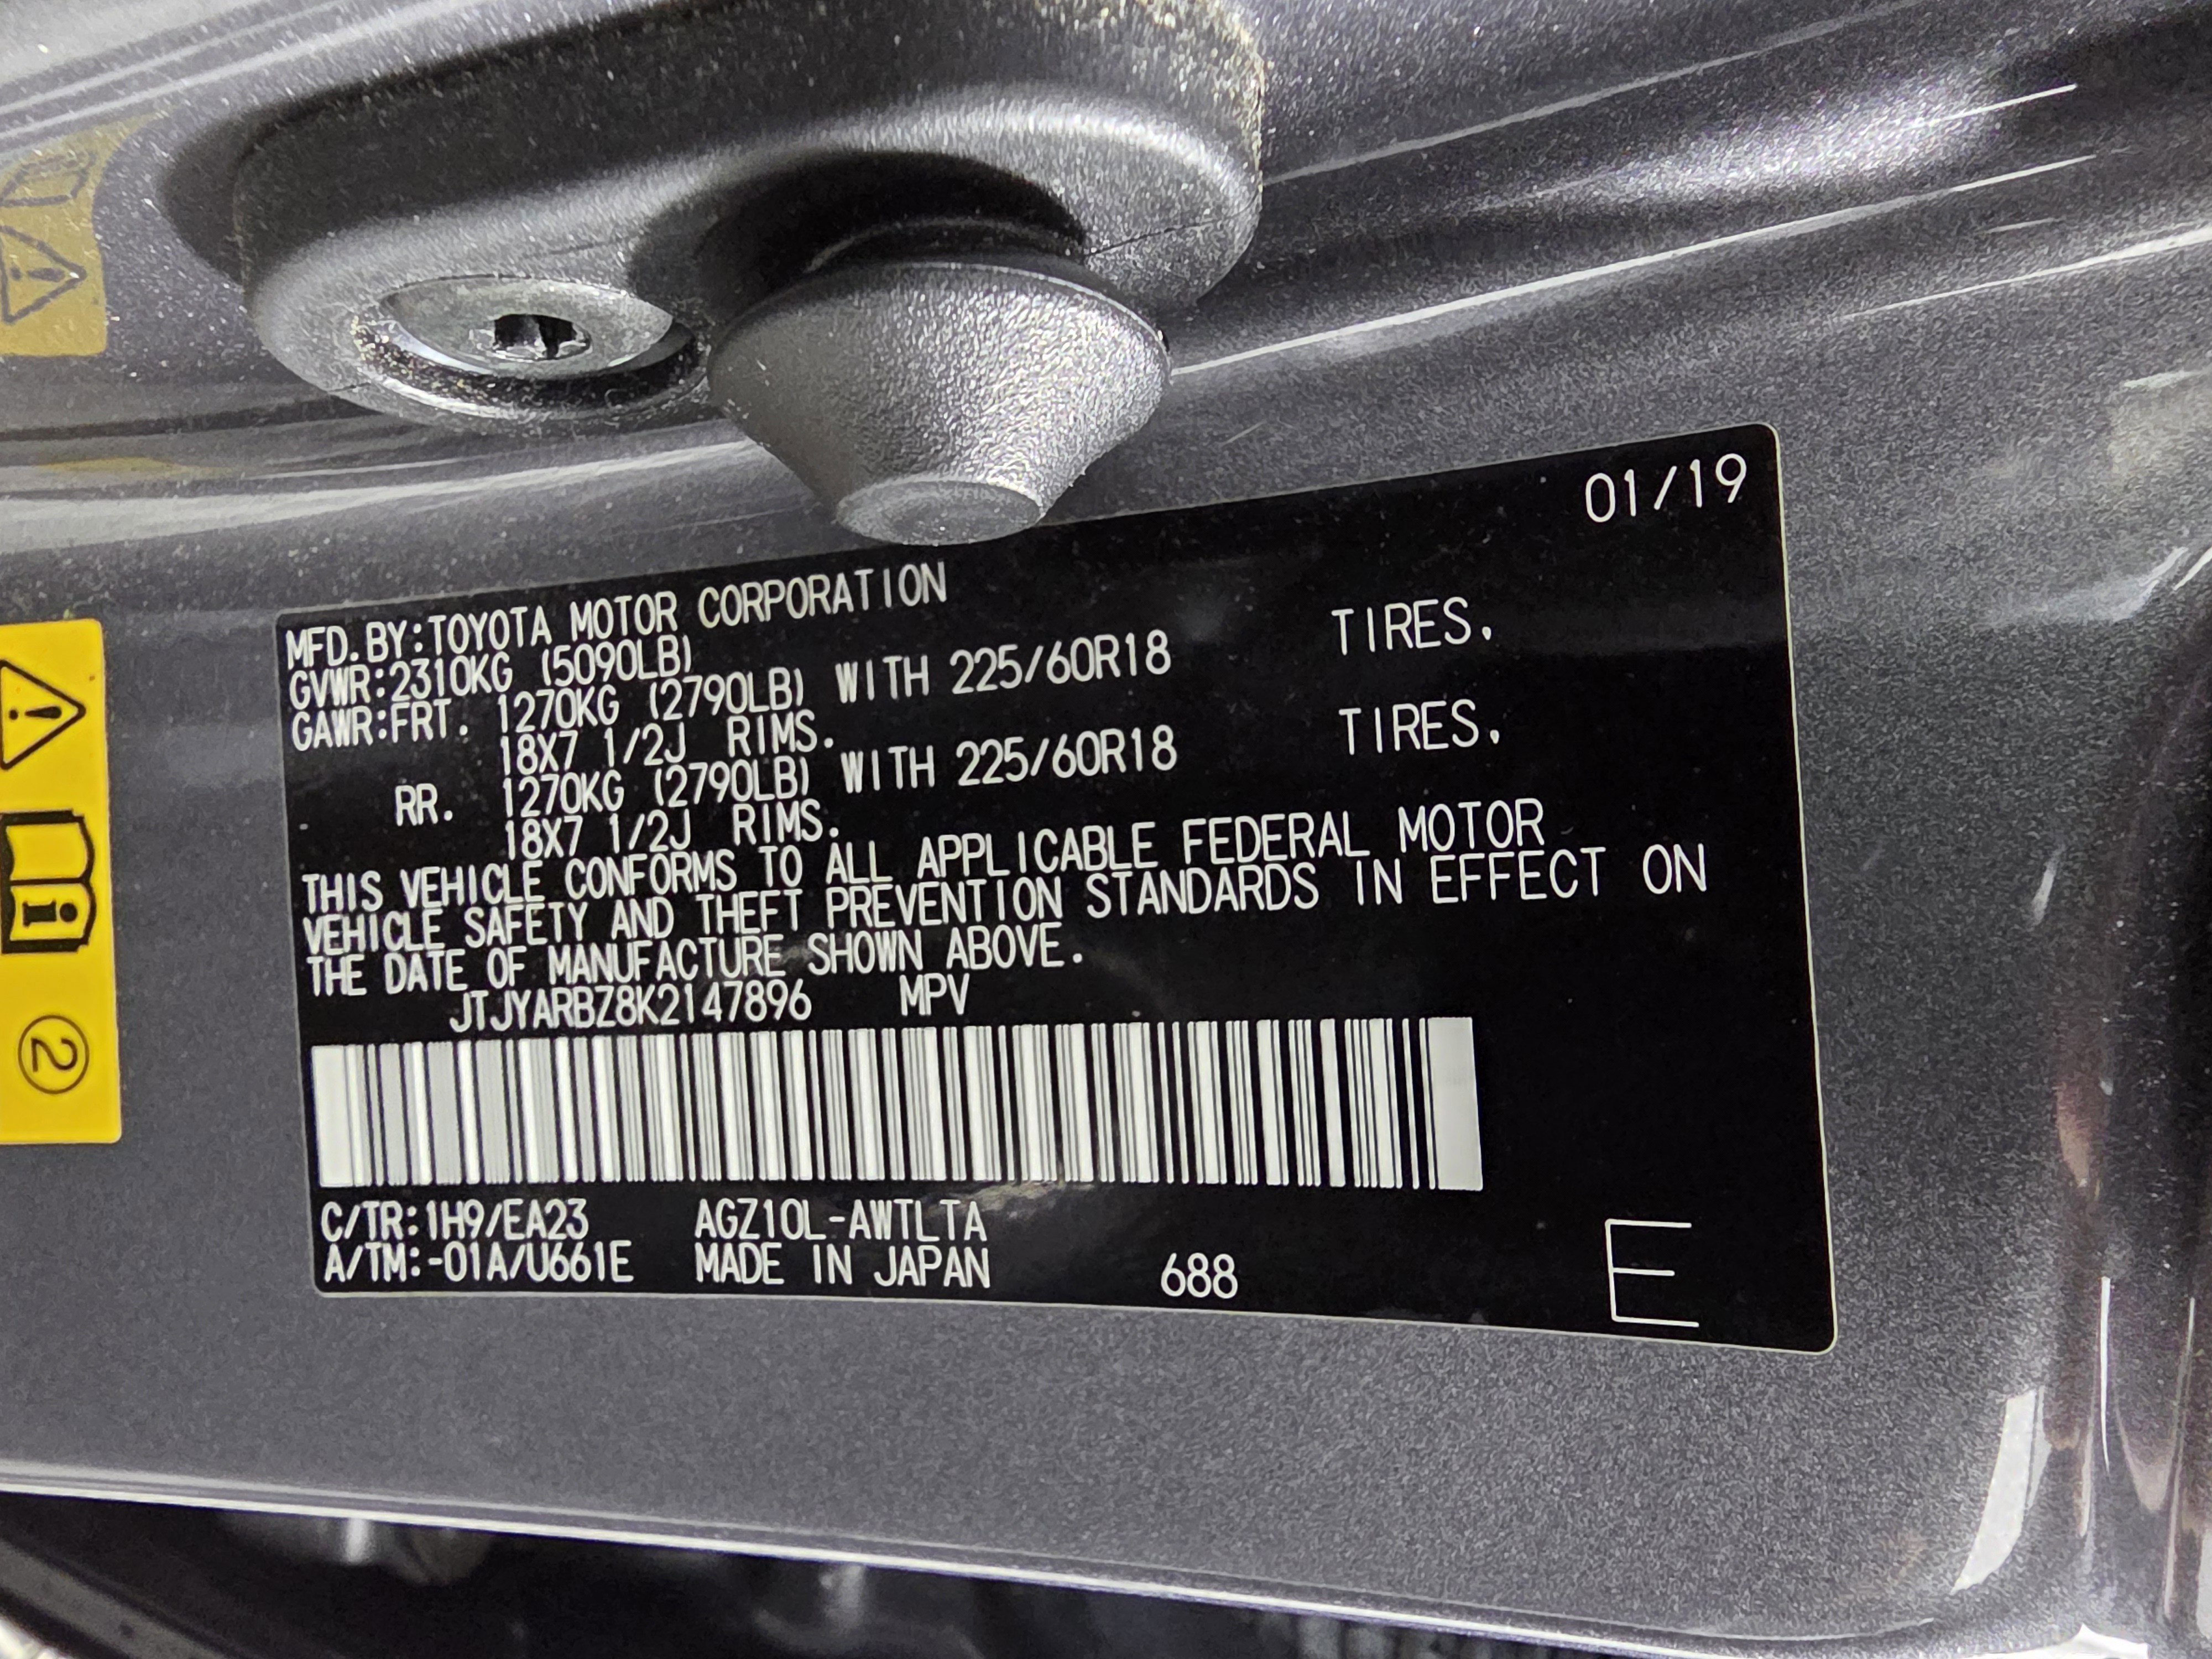 01/19
MFD.BY:TOYOTA MOTOR CORPORATION
GVWR:2310KG (5090LB)
GAWR:FRT. 1270KG (2790LB) WITH 225/60R18 TIRES.
18X7 1/2J RIMS.
RR. 1270KG (2790LB) WITH 225/60R18 TIRES.
18X7 1/2J RIMS.
THIS VEHICLE CONFORMS TO ALL APPLICABLE FEDERAL MOTOR
VEHICLE SAFETY AND THEFT PREVENTION STANDARDS IN EFFECT ON
THE DATE OF MANUFACTURE SHOWN ABOVE.
JTJYARBZ8K2147896 MPV
C/TR:1H9/EA23 AGZ10L-AWTLTA
A/TM:-01A/U661E MADE IN JAPAN 688
E
2